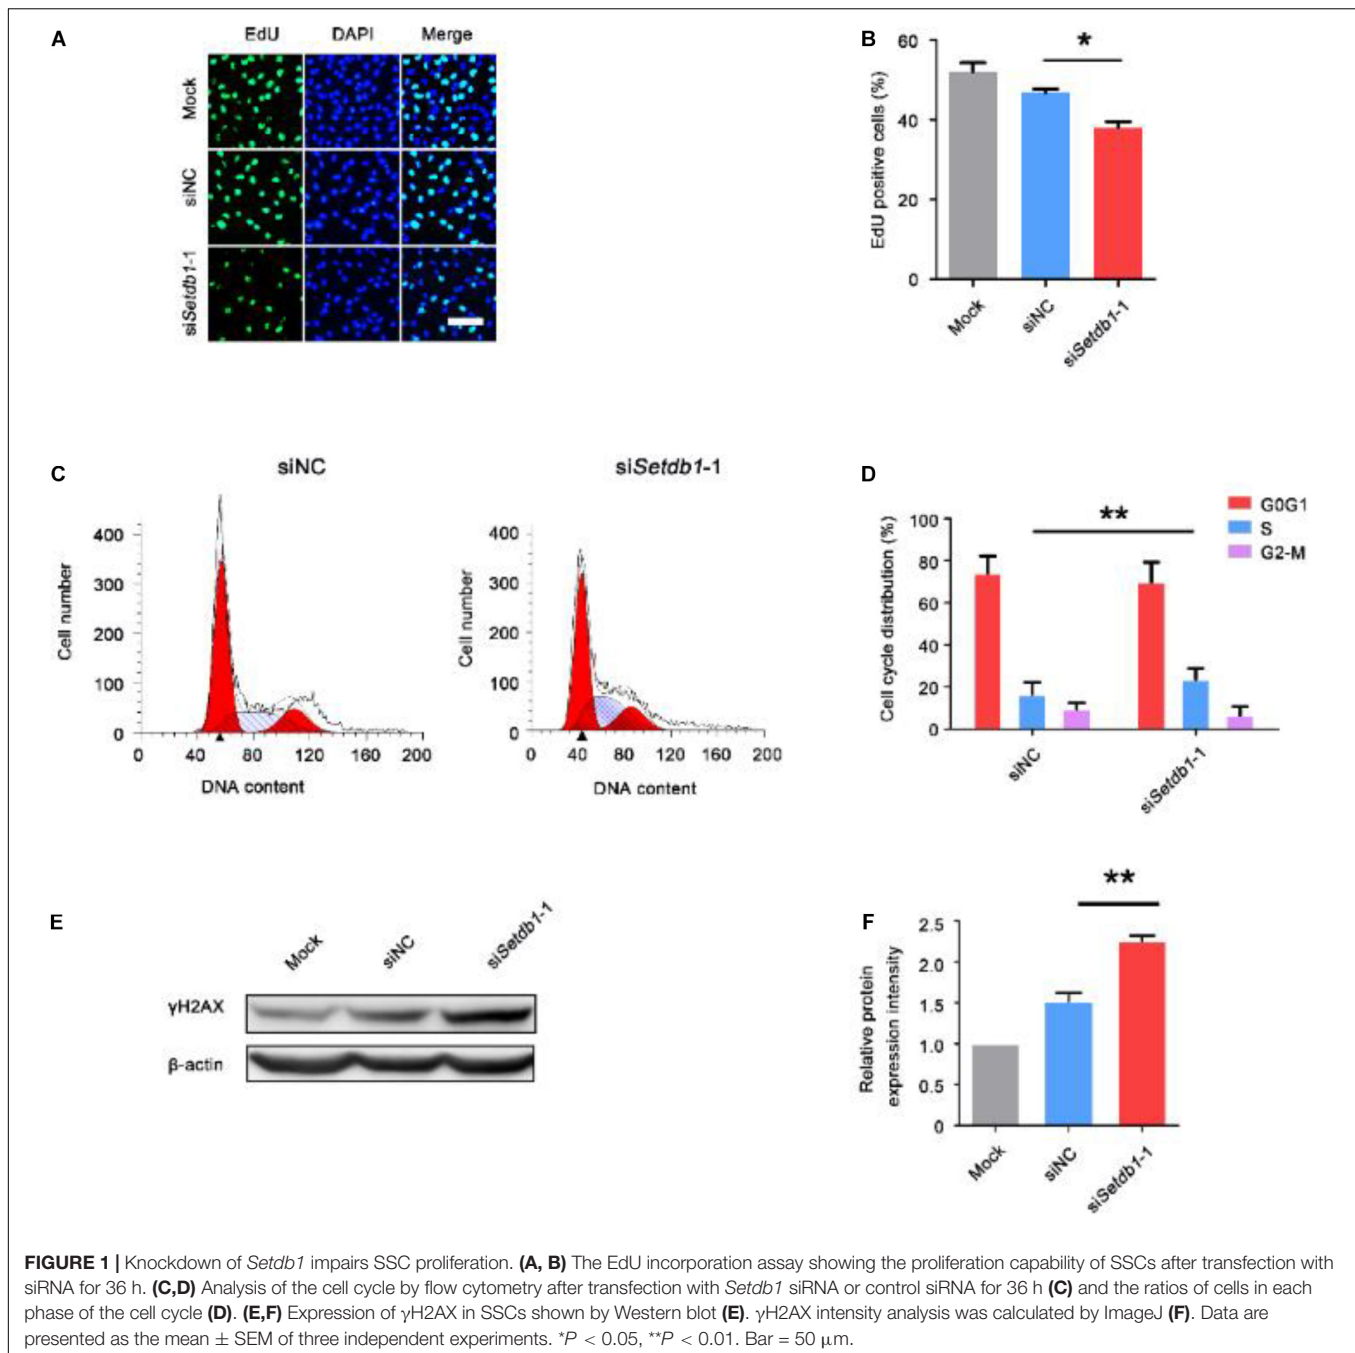 A
EdU DAPI Merge
Mock
siNC
siSetdb1-1
B
*
60
40
20
0
EdU positive cells (%)
Mock
siNC
siSetdb1-1
C
siNC
400
300
200
100
0
Cell number
0 40 80 120 160 200
DNA content
siSetdb1-1
400
300
200
100
0
Cell number
0 40 80 120 160 200
DNA content
D
G0G1
S
G2-M
**
100
80
60
40
20
0
Cell cycle distribution (%)
siNC
siSetdb1-1
E
Mock siNC siSetdb1-1
γH2AX
β-actin
F
**
2.5
2.0
1.5
1.0
0.5
0
Relative protein
expression intensity
Mock
siNC
siSetdb1-1
FIGURE 1 | Knockdown of Setdb1 impairs SSC proliferation. (A, B) The EdU incorporation assay showing the proliferation capability of SSCs after transfection with
siRNA for 36 h. (C,D) Analysis of the cell cycle by flow cytometry after transfection with Setdb1 siRNA or control siRNA for 36 h (C) and the ratios of cells in each
phase of the cell cycle (D). (E,F) Expression of γH2AX in SSCs shown by Western blot (E). γH2AX intensity analysis was calculated by ImageJ (F). Data are
presented as the mean ± SEM of three independent experiments. *P < 0.05, **P < 0.01. Bar = 50 μm.